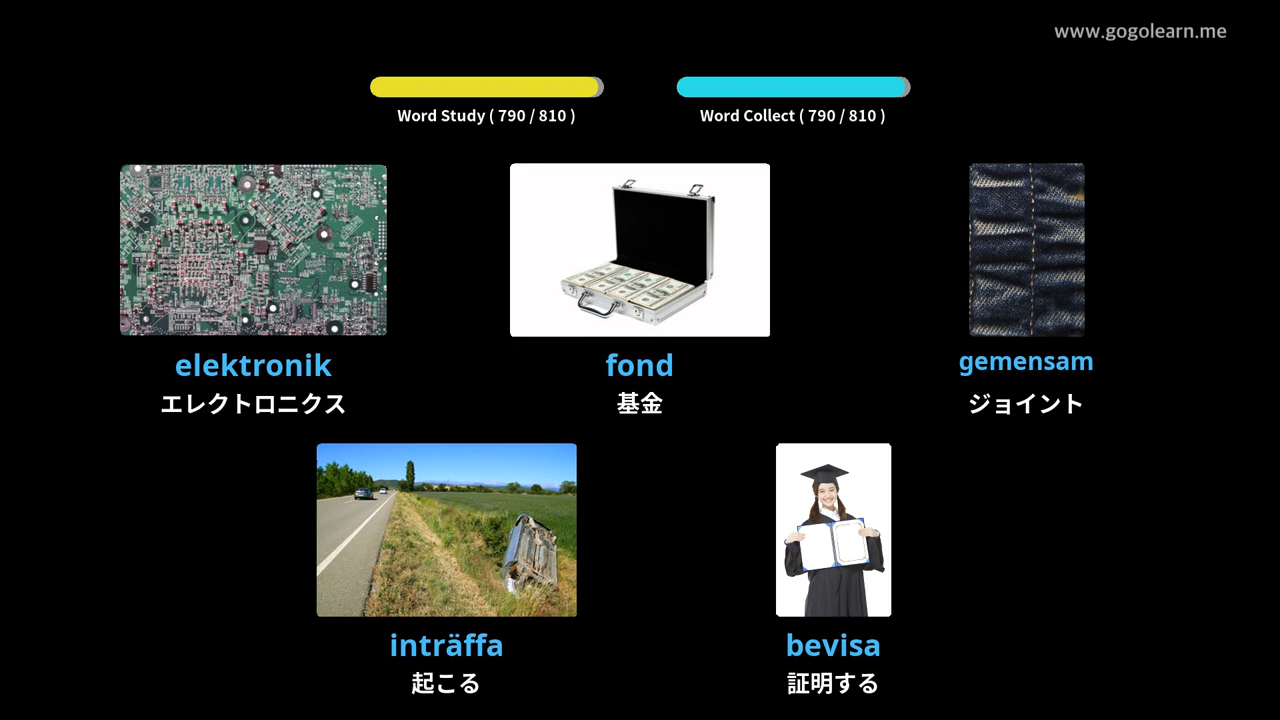 www.gogolearn.me
Word Study ( 790 / 810 )
Word Collect ( 790 / 810 )
elektronik
fond
gemensam
エレクトロニクス
基金
ジョイント
inträffa
bevisa
起こる
証明する